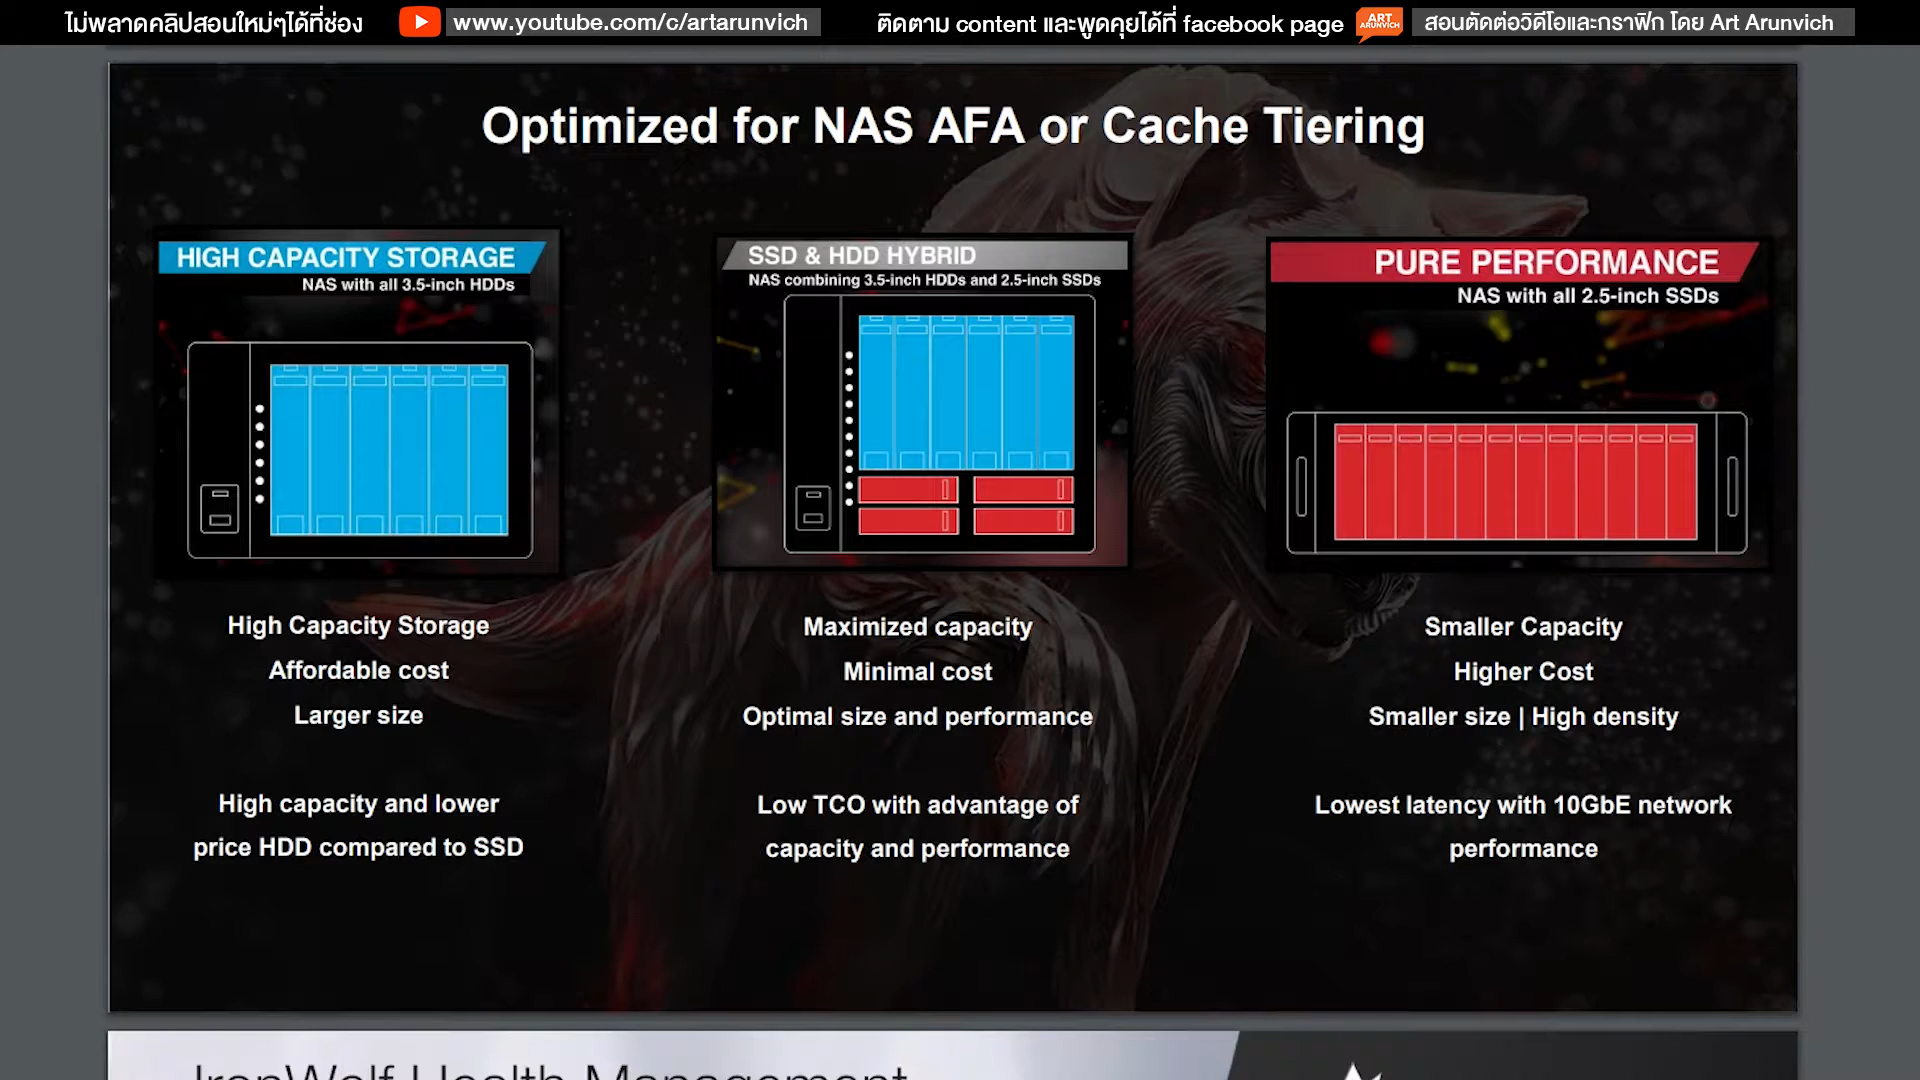 ไม่พลาดคลิปสอนใหม่ๆได้ที่ช่อง www.youtube.com/c/artarunvich ติดตาม content และพูดคุยได้ที่ facebook page ART ARUNVICH สอนตัดต่อวิดีโอและกราฟิก โดย Art Arunvich
Optimized for NAS AFA or Cache Tiering
HIGH CAPACITY STORAGE
NAS with all 3.5-inch HDDs
High Capacity Storage
Affordable cost
Larger size
High capacity and lower
price HDD compared to SSD
SSD & HDD HYBRID
NAS combining 3.5-inch HDDs and 2.5-inch SSDs
Maximized capacity
Minimal cost
Optimal size and performance
Low TCO with advantage of
capacity and performance
PURE PERFORMANCE
NAS with all 2.5-inch SSDs
Smaller Capacity
Higher Cost
Smaller size | High density
Lowest latency with 10GbE network
performance
IronWolf Health Management